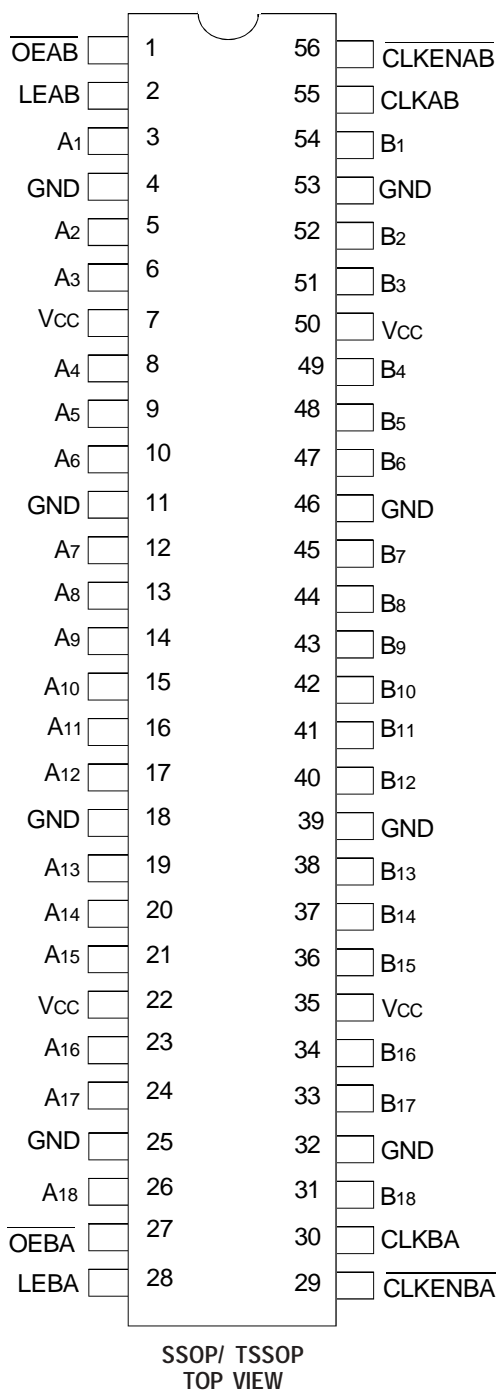 OEAB 1 56 CLKENAB
LEAB 2 55 CLKAB
A1 3 54 B1
GND 4 53 GND
A2 5 52 B2
A3 6 51 B3
VCC 7 50 VCC
A4 8 49 B4
A5 9 48 B5
A6 10 47 B6
GND 11 46 GND
A7 12 45 B7
A8 13 44 B8
A9 14 43 B9
A10 15 42 B10
A11 16 41 B11
A12 17 40 B12
GND 18 39 GND
A13 19 38 B13
A14 20 37 B14
A15 21 36 B15
VCC 22 35 VCC
A16 23 34 B16
A17 24 33 B17
GND 25 32 GND
A18 26 31 B18
OEBA 27 30 CLKBA
LEBA 28 29 CLKENBA
SSOP/ TSSOP
TOP VIEW